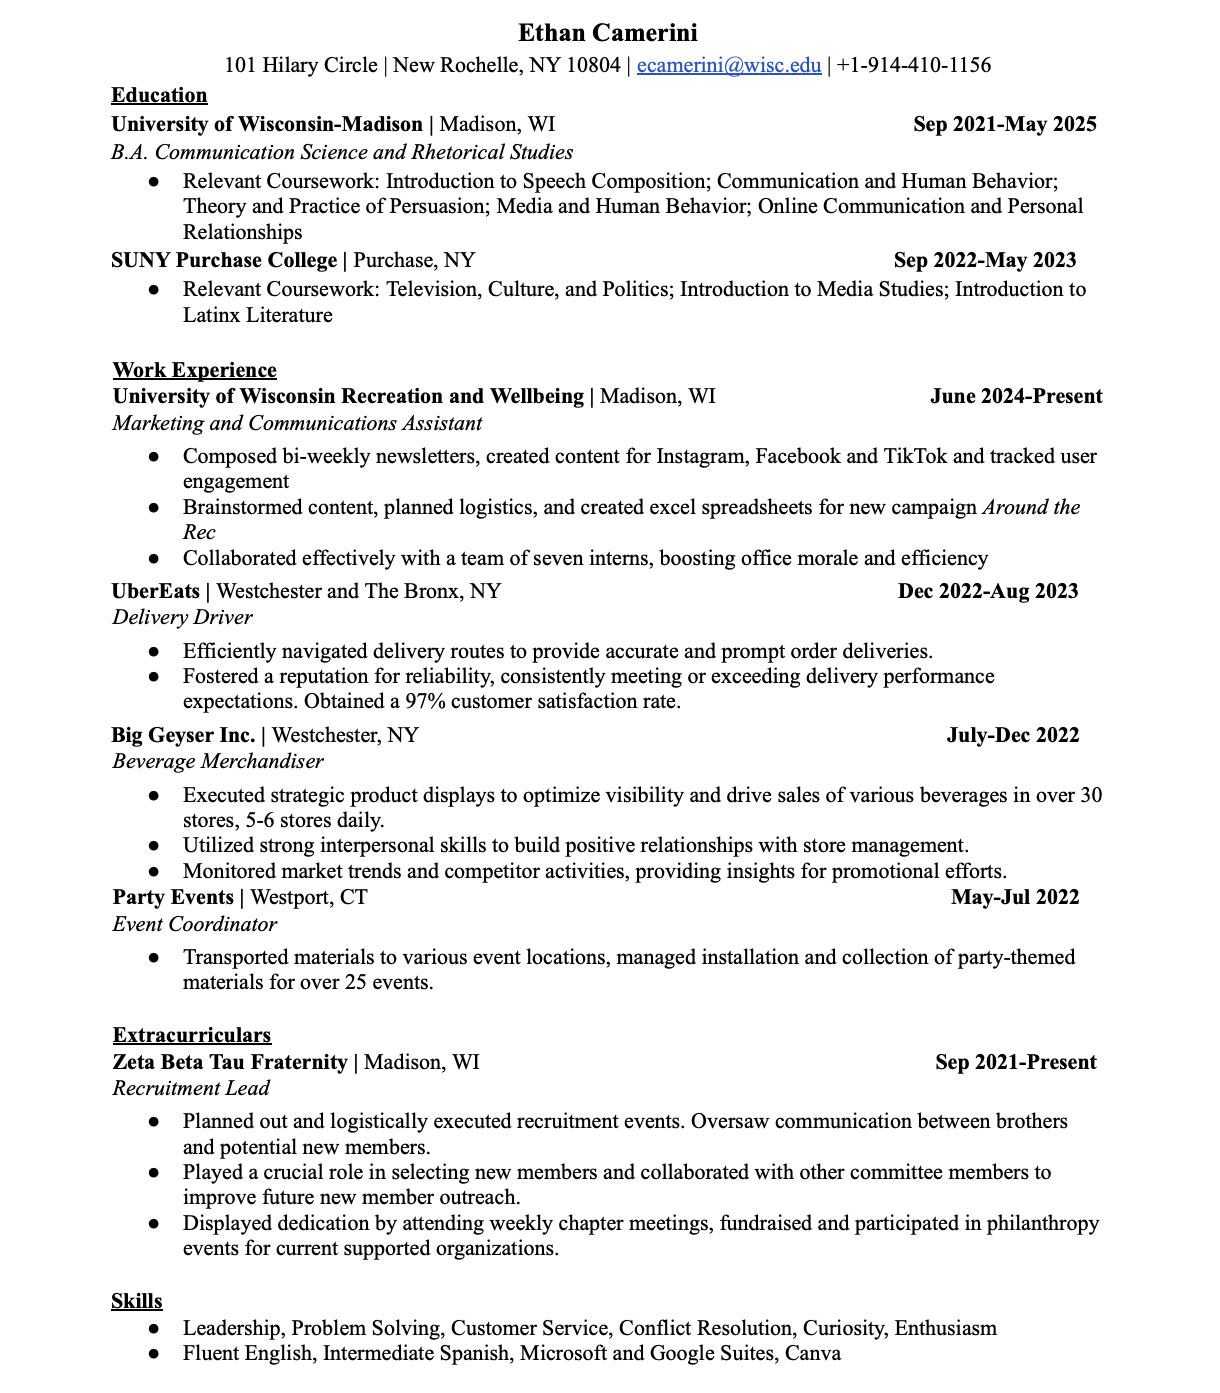 Ethan Camerini
101 Hilary Circle | New Rochelle, NY 10804 | ecamerini@wisc.edu | +1-914-410-1156
Education
University of Wisconsin-Madison | Madison, WI Sep 2021-May 2025
B.A. Communication Science and Rhetorical Studies
● Relevant Coursework: Introduction to Speech Composition; Communication and Human Behavior;
Theory and Practice of Persuasion; Media and Human Behavior; Online Communication and Personal
Relationships
SUNY Purchase College | Purchase, NY Sep 2022-May 2023
● Relevant Coursework: Television, Culture, and Politics; Introduction to Media Studies; Introduction to
Latinx Literature
Work Experience
University of Wisconsin Recreation and Wellbeing | Madison, WI June 2024-Present
Marketing and Communications Assistant
● Composed bi-weekly newsletters, created content for Instagram, Facebook and TikTok and tracked user
engagement
● Brainstormed content, planned logistics, and created excel spreadsheets for new campaign Around the
Rec
● Collaborated effectively with a team of seven interns, boosting office morale and efficiency
UberEats | Westchester and The Bronx, NY Dec 2022-Aug 2023
Delivery Driver
● Efficiently navigated delivery routes to provide accurate and prompt order deliveries.
● Fostered a reputation for reliability, consistently meeting or exceeding delivery performance
expectations. Obtained a 97% customer satisfaction rate.
Big Geyser Inc. | Westchester, NY July-Dec 2022
Beverage Merchandiser
● Executed strategic product displays to optimize visibility and drive sales of various beverages in over 30
stores, 5-6 stores daily.
● Utilized strong interpersonal skills to build positive relationships with store management.
● Monitored market trends and competitor activities, providing insights for promotional efforts.
Party Events | Westport, CT May-Jul 2022
Event Coordinator
● Transported materials to various event locations, managed installation and collection of party-themed
materials for over 25 events.
Extracurriculars
Zeta Beta Tau Fraternity | Madison, WI Sep 2021-Present
Recruitment Lead
● Planned out and logistically executed recruitment events. Oversaw communication between brothers
and potential new members.
● Played a crucial role in selecting new members and collaborated with other committee members to
improve future new member outreach.
● Displayed dedication by attending weekly chapter meetings, fundraised and participated in philanthropy
events for current supported organizations.
Skills
● Leadership, Problem Solving, Customer Service, Conflict Resolution, Curiosity, Enthusiasm
● Fluent English, Intermediate Spanish, Microsoft and Google Suites, Canva